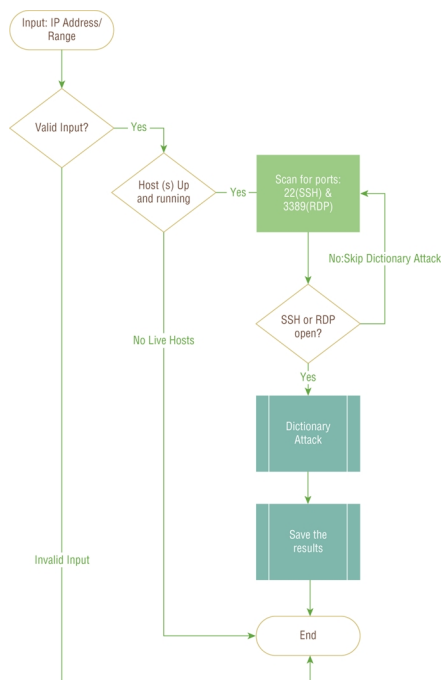 Input: IP Address/
Range
Valid Input?
Yes
Host (s) Up
and running
Yes
Scan for ports:
22(SSH) &
3389(RDP)
No:Skip Dictionary Attack
SSH or RDP
open?
No Live Hosts
Yes
Dictionary
Attack
Save the
results
Invalid Input
End